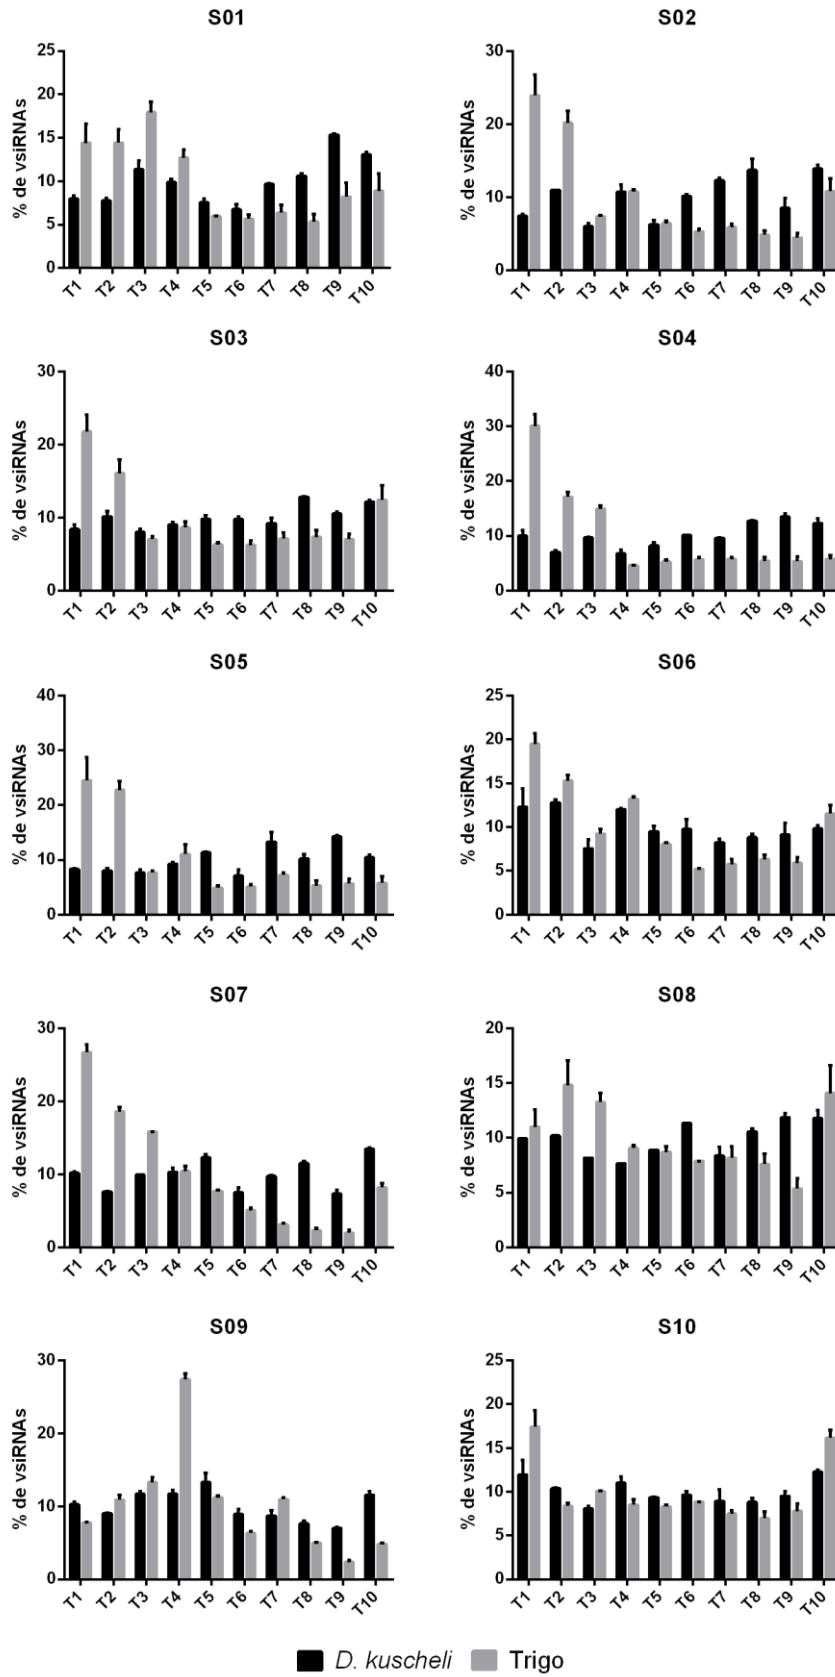 S01
% de vsiRNAs
25
20
15
10
5
0
T1 T2 T3 T4 T5 T6 T7 T8 T9 T10
S02
% de vsiRNAs
30
20
10
0
T1 T2 T3 T4 T5 T6 T7 T8 T9 T10
S03
% de vsiRNAs
30
20
10
0
T1 T2 T3 T4 T5 T6 T7 T8 T9 T10
S04
% de vsiRNAs
40
30
20
10
0
T1 T2 T3 T4 T5 T6 T7 T8 T9 T10
S05
% de vsiRNAs
40
30
20
10
0
T1 T2 T3 T4 T5 T6 T7 T8 T9 T10
S06
% de vsiRNAs
25
20
15
10
5
0
T1 T2 T3 T4 T5 T6 T7 T8 T9 T10
S07
% de vsiRNAs
30
20
10
0
T1 T2 T3 T4 T5 T6 T7 T8 T9 T10
S08
% de vsiRNAs
20
15
10
5
0
T1 T2 T3 T4 T5 T6 T7 T8 T9 T10
S09
% de vsiRNAs
30
20
10
0
T1 T2 T3 T4 T5 T6 T7 T8 T9 T10
S10
% de vsiRNAs
25
20
15
10
5
0
T1 T2 T3 T4 T5 T6 T7 T8 T9 T10
D. kuscheli Trigo